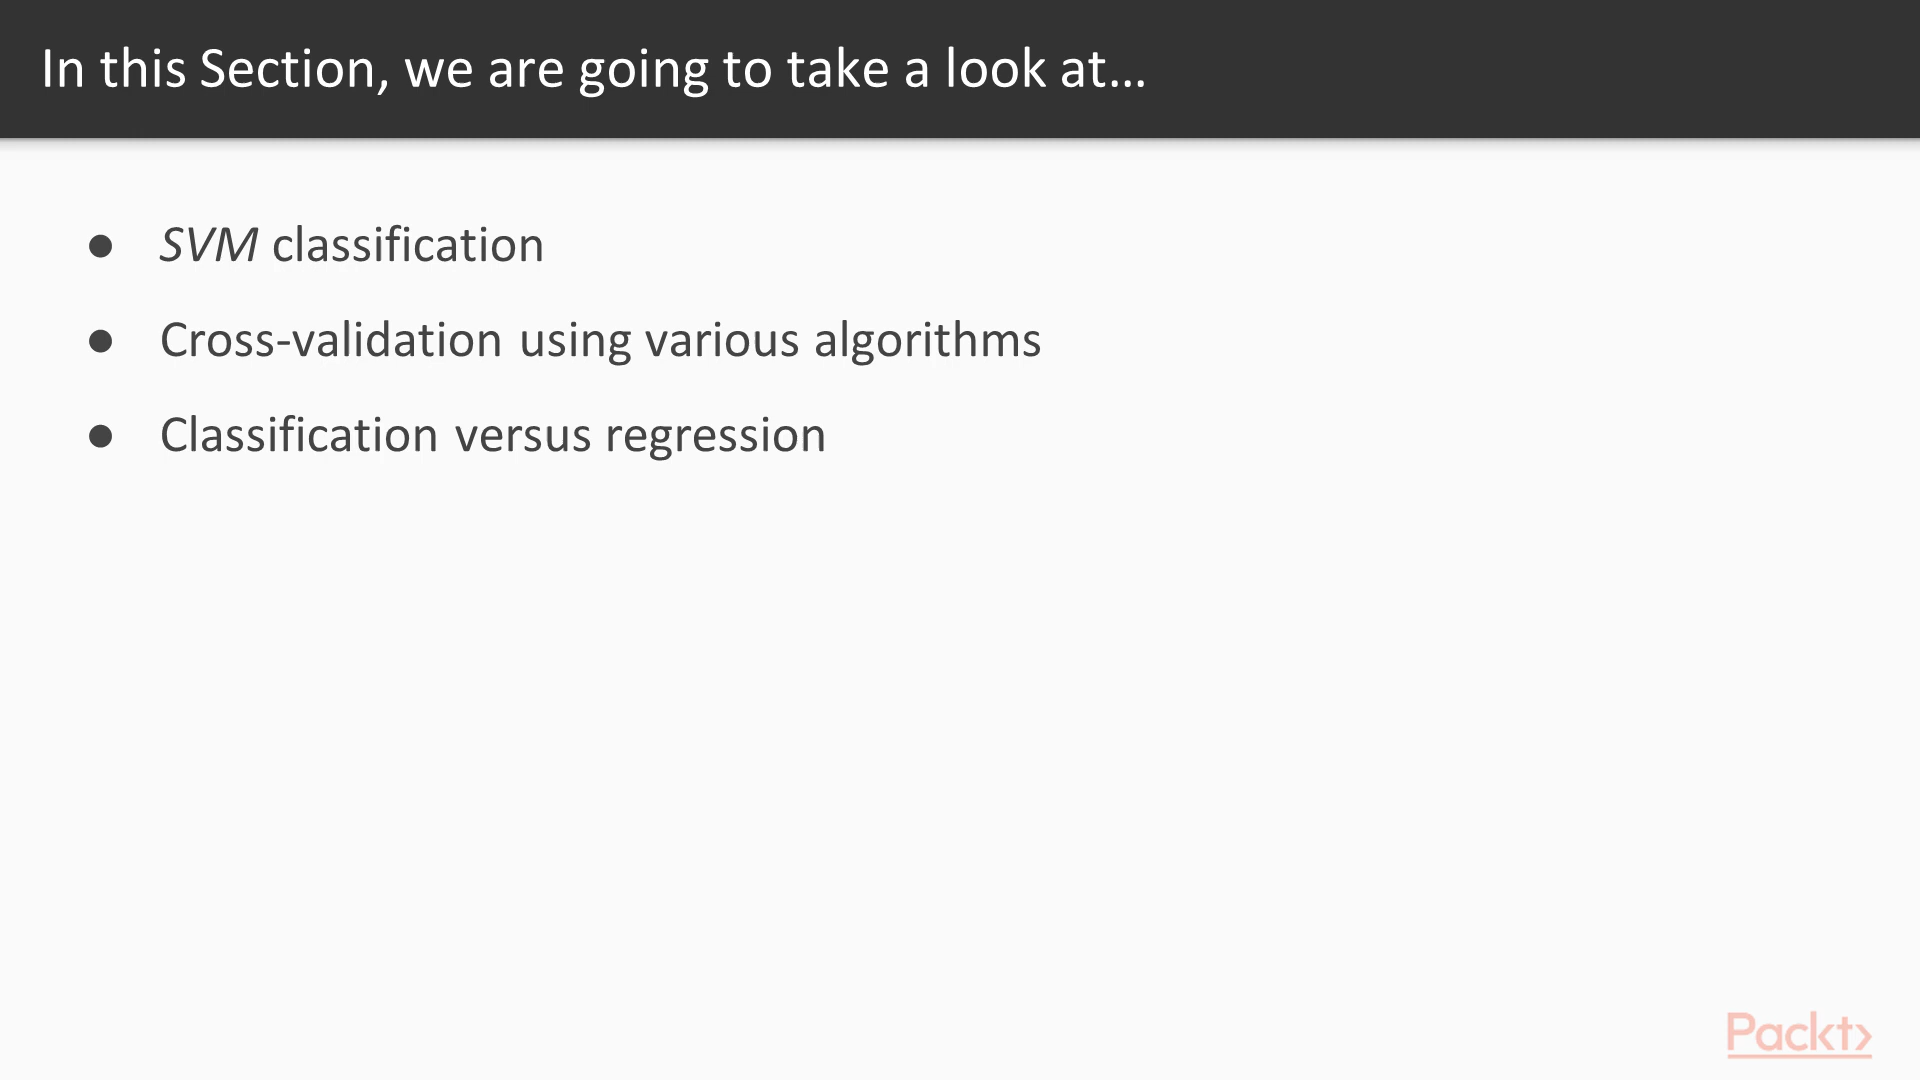 In this Section, we are going to take a look at...
● SVM classification
● Cross-validation using various algorithms
● Classification versus regression
Packt>